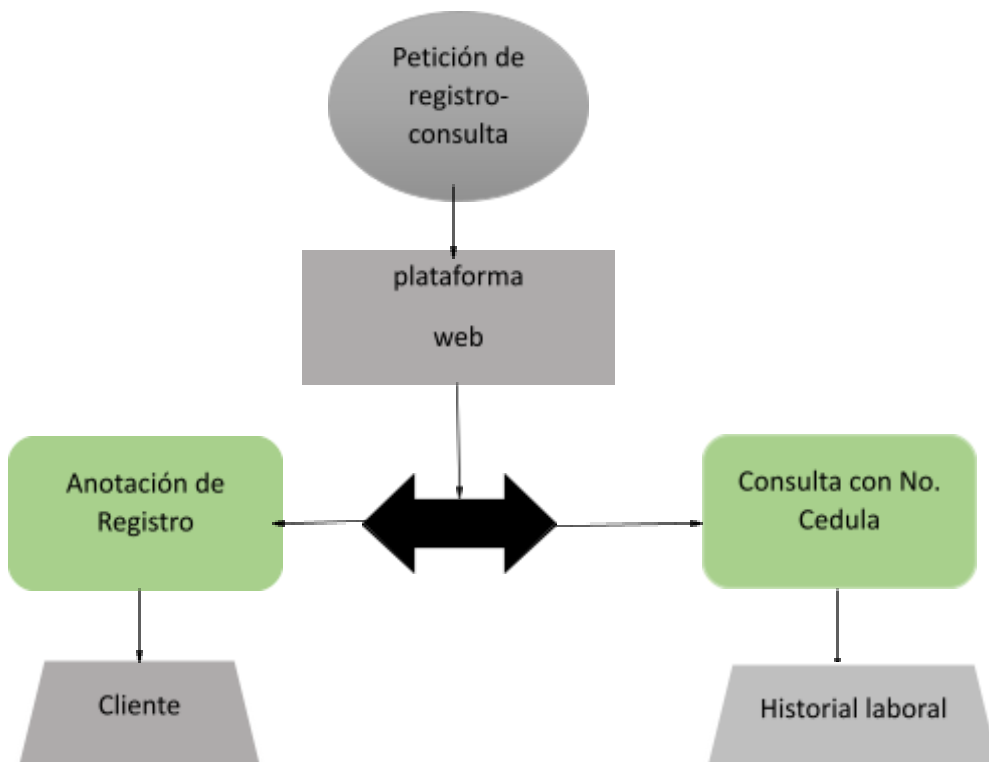 Petición de
registro-
consulta
plataforma
web
Anotación de
Registro
Consulta con No.
Cedula
Cliente
Historial laboral